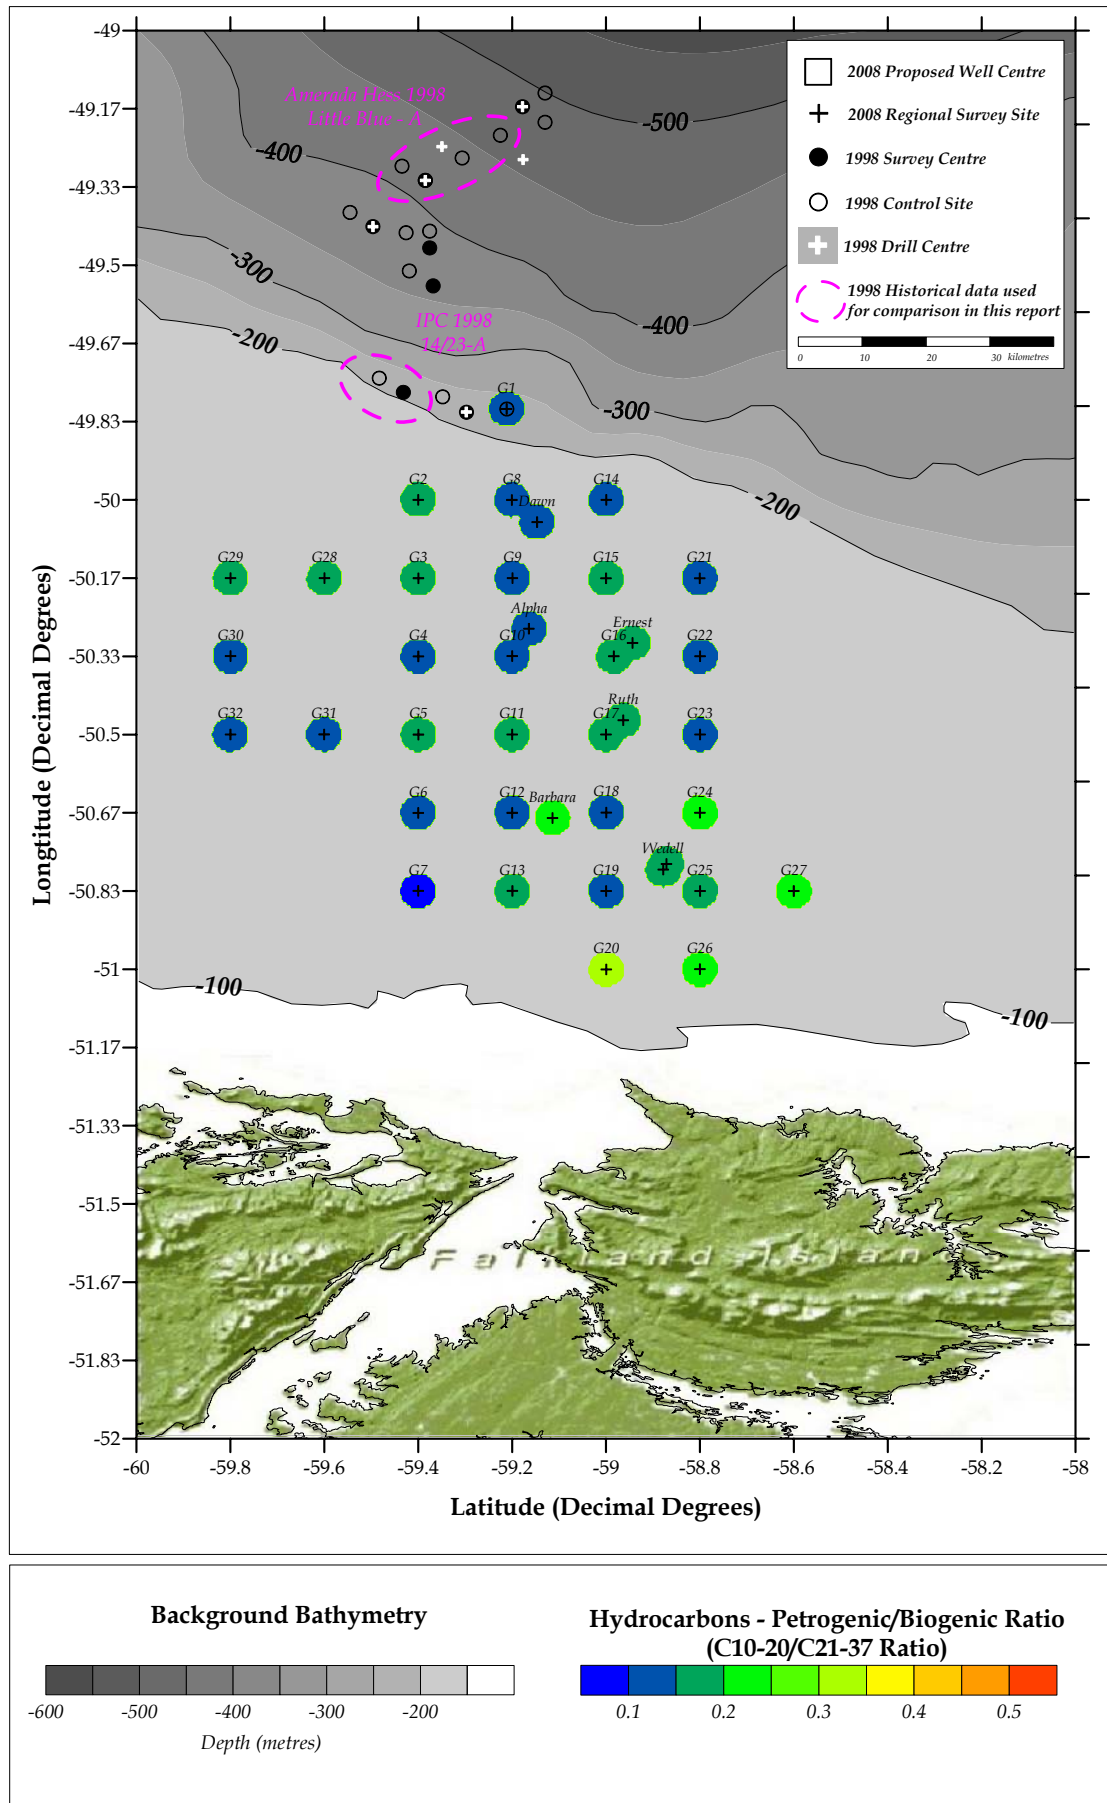 -49
-49.17
-49.33
-49.5
-49.67
-49.83
-50
-50.17
-50.33
-50.5
-50.67
-50.83
-51
-51.17
-51.33
-51.5
-51.67
-51.83
-52
Longtitude (Decimal Degrees)
Amerada Hess 1998
Little Blue - A
-400
-500
-300
-200
-400
IPC 1998
14/23-A
-300
-200
2008 Proposed Well Centre
2008 Regional Survey Site
1998 Survey Centre
1998 Control Site
1998 Drill Centre
1998 Historical data used
for comparison in this report
0 10 20 30 kilometres
G1
G2 G8 G14
Dawn
G29 G28 G3 G9 G15 G21
Alpha
Ernest
G30 G4 G10 G16 G22
Ruth
G32 G31 G5 G11 G17 G23
G6 G12 Barbara G18 G24
Wedell
G7 G13 G19 G25 G27
G20 G26
-100
-100
Falkland Islands
-60 -59.8 -59.6 -59.4 -59.2 -59 -58.8 -58.6 -58.4 -58.2 -58
Latitude (Decimal Degrees)
Background Bathymetry
-600 -500 -400 -300 -200
Depth (metres)
Hydrocarbons - Petrogenic/Biogenic Ratio
(C10-20/C21-37 Ratio)
0.1 0.2 0.3 0.4 0.5